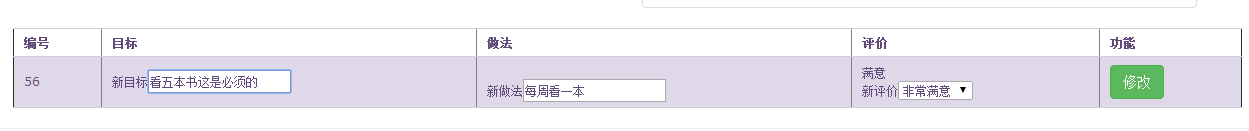 编号 目标 做法 评价 功能
56 新目标 看五本书这是必须的 新做法 每周看一本 满意 修改
新评价 非常满意